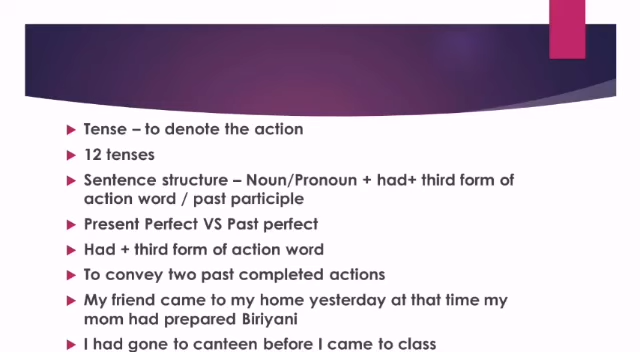 Tense – to denote the action
12 tenses
Sentence structure – Noun/Pronoun + had+ third form of
action word / past participle
Present Perfect VS Past perfect
Had + third form of action word
To convey two past completed actions
My friend came to my home yesterday at that time my
mom had prepared Biriyani
I had gone to canteen before I came to class